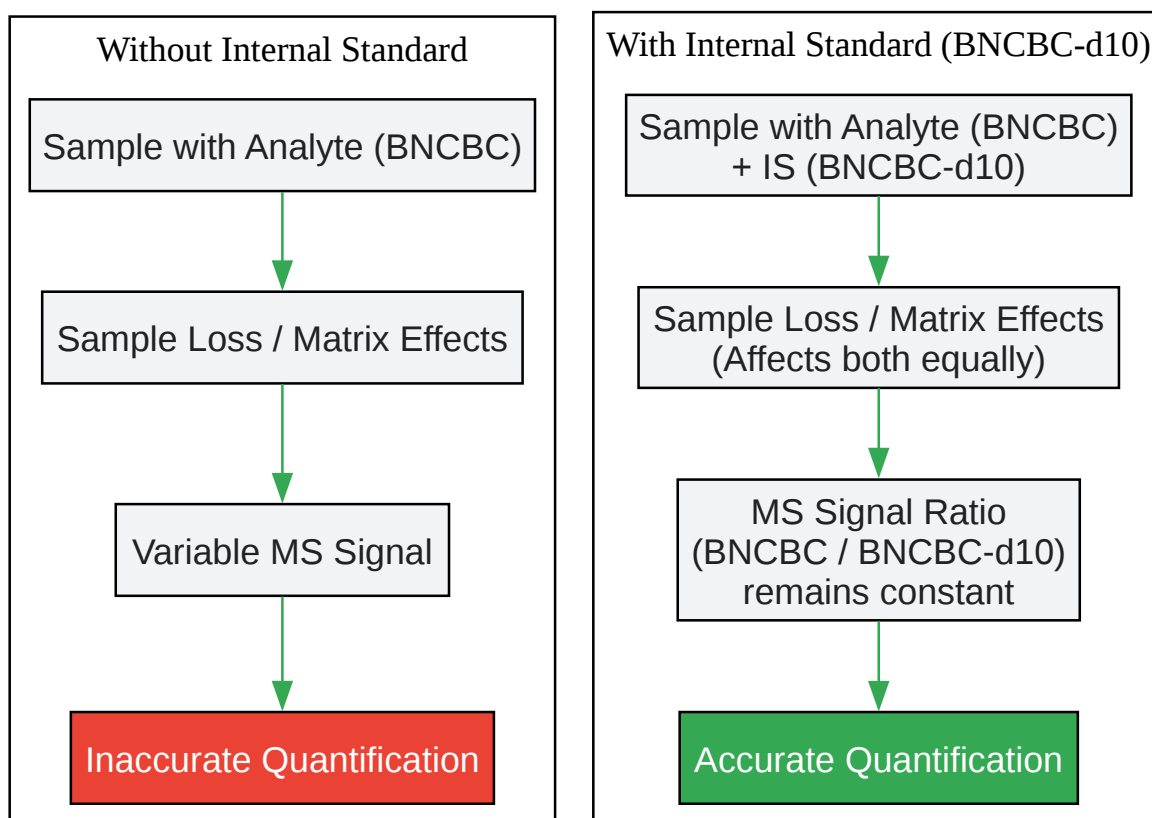 Without Internal Standard
Sample with Analyte (BNCBC)
Sample Loss / Matrix Effects
Variable MS Signal
Inaccurate Quantification
With Internal Standard (BNCBC-d10)
Sample with Analyte (BNCBC)
+ IS (BNCBC-d10)
Sample Loss / Matrix Effects
(Affects both equally)
MS Signal Ratio
(BNCBC / BNCBC-d10)
remains constant
Accurate Quantification